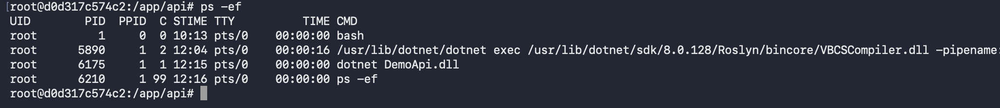 [root@d0d317c574c2:/app/api# ps -ef
UID        PID  PPID  C STIME TTY          TIME CMD
root         1     0  0 10:13 pts/0    00:00:00 bash
root      5890     1  2 12:04 pts/0    00:00:16 /usr/lib/dotnet/dotnet exec /usr/lib/dotnet/sdk/8.0.128/Roslyn/bincore/VBCSCompiler.dll -pipename:
root      6175     1  1 12:15 pts/0    00:00:00 dotnet DemoApi.dll
root      6210     1 99 12:16 pts/0    00:00:00 ps -ef
root@d0d317c574c2:/app/api#